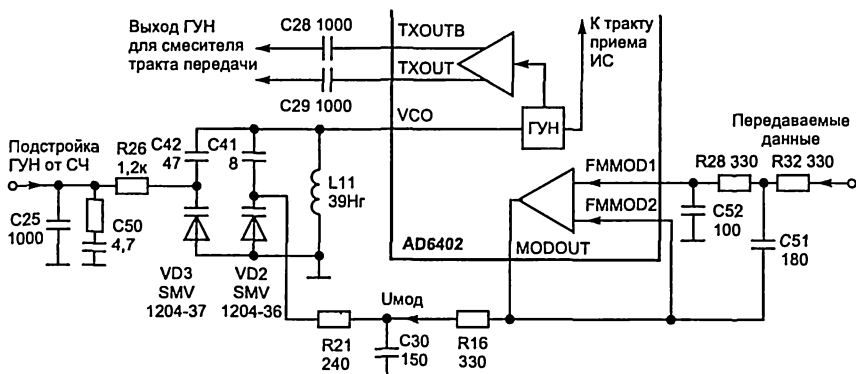 Выход ГУН
для смесителя
тракта передачи
C28 1000
TXOUTB
TXOUT
C29 1000
К тракту
приема
ИС
VCO
ГУН
Подстройка
ГУН от СЧ
R26
1,2к
C42
47
C41
8
L11
39Нг
Передаваемые
данные
FMMOD1
R28 330
R32 330
FMMOD2
C25
1000
C50
4,7
C52
100
C51
180
AD6402
MODOUT
VD3
SMV
1204-37
VD2
SMV
1204-36
Uмод
R21
240
C30
150
R16
330